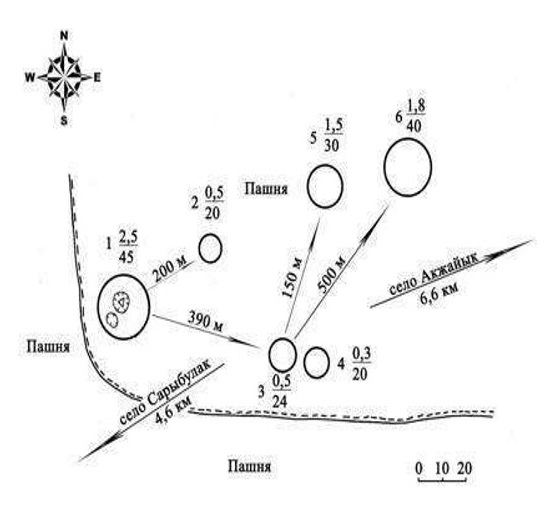 N
W E
S
6 1,8
40
5 1,5
30
Пашня
2 0,5
20
1 2,5
45
200 м
150 м
500 м
село Акжайык
6,6 км
390 м
Пашня
4 0,3
20
3 0,5
24
село Сарыбулак
4,6 км
Пашня
0 10 20